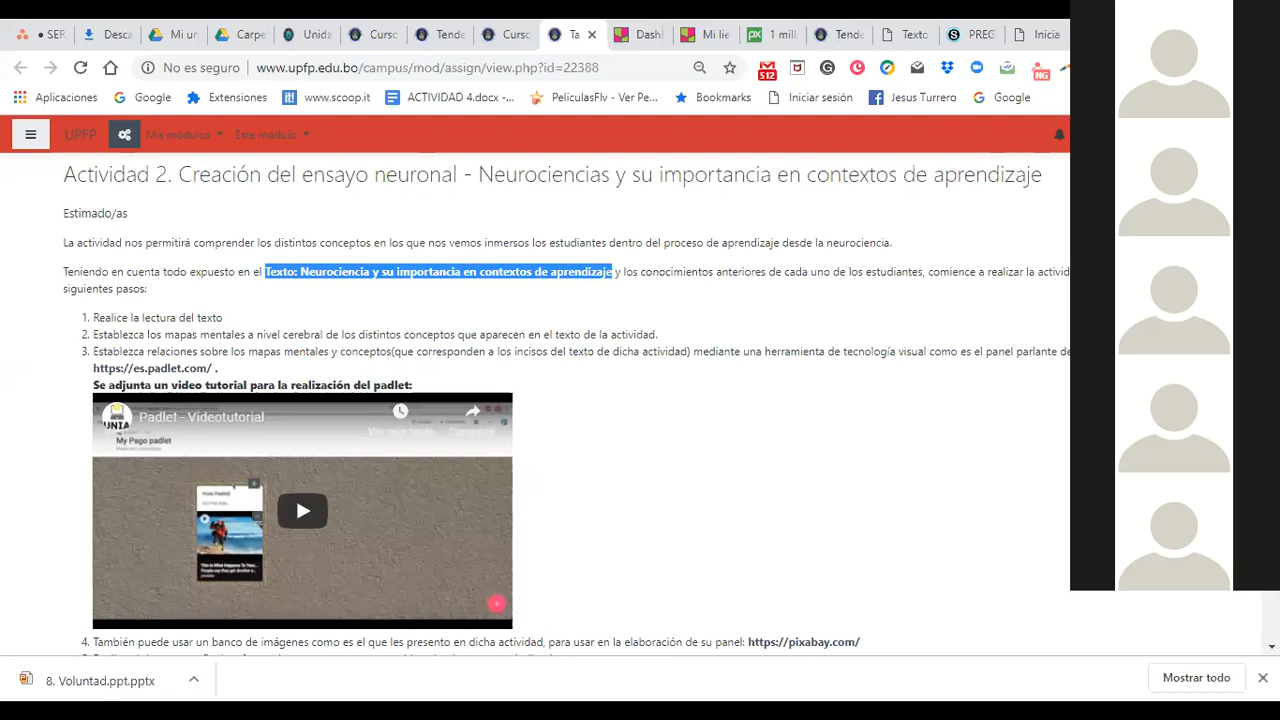 SER Desca Mi un Carpe Unida Cursc Tende Cursc Ta Dash Mi lie 1 mill Tende Texto PREG Inicia
No es seguro www.upfp.edu.bo/campus/mod/assign/view.php?id=22388 512 NG
Aplicaciones Google Extensiones www.scoop.it ACTIVIDAD 4.docx -... PeliculasFlv - Ver Pe... Bookmarks Iniciar sesión Jesus Turrero Google
UPFP Mis módulos Este módulo
Actividad 2. Creación del ensayo neuronal - Neurociencias y su importancia en contextos de aprendizaje
Estimado/as
La actividad nos permitirá comprender los distintos conceptos en los que nos vemos inmersos los estudiantes dentro del proceso de aprendizaje desde la neurociencia.
Teniendo en cuenta todo expuesto en el Texto: Neurociencia y su importancia en contextos de aprendizaje y los conocimientos anteriores de cada uno de los estudiantes, comience a realizar la activid
siguientes pasos:
1. Realice la lectura del texto
2. Establezca los mapas mentales a nivel cerebral de los distintos conceptos que aparecen en el texto de la actividad.
3. Establezca relaciones sobre los mapas mentales y conceptos(que corresponden a los incisos del texto de dicha actividad) mediante una herramienta de tecnología visual como es el panel parlante de
https://es.padlet.com/ .
Se adjunta un video tutorial para la realización del padlet:
UNIA Padlet - Videotutorial
My Pago padlet
Hola Padlet
4. También puede usar un banco de imágenes como es el que les presento en dicha actividad, para usar en la elaboración de su panel: https://pixabay.com/
8. Voluntad.ppt.pptx Mostrar todo